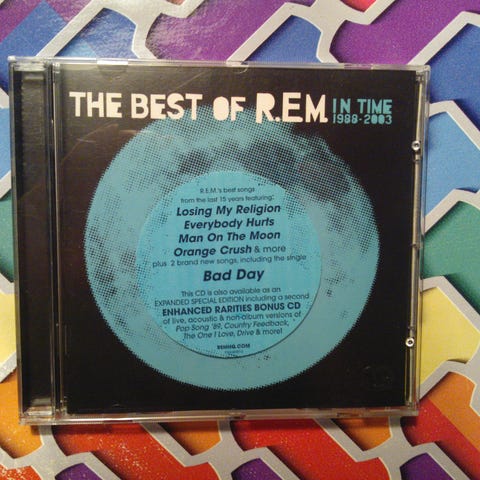 THE BEST OF R.E.M. IN TIME
1988-2003
R.E.M.'s best songs
from the last 15 years featuring:
Losing My Religion
Everybody Hurts
Man On The Moon
Orange Crush & more
plus 2 brand new songs, including the single
Bad Day
This CD is also available as an
EXPANDED SPECIAL EDITION including a second
ENHANCED RARITIES BONUS CD
of live, acoustic & non-album versions of
Pop Song '89, Country Feedback,
The One I Love, Drive & more!
REMHQ.COM